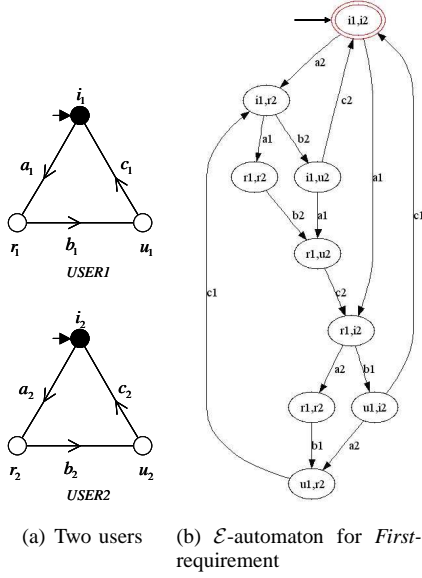 i1
a1
c1
r1
b1
u1
USER1
i2
a2
c2
r2
b2
u2
USER2
i1,i2
a2
i1,r2
c2
a1
b2
a1
r1,r2
i1,u2
c1
b2
a1
r1,u2
c1
c2
r1,i2
a2
b1
r1,r2
u1,i2
b1
a2
u1,r2
(a) Two users
(b) ℰ-automaton for First-
requirement